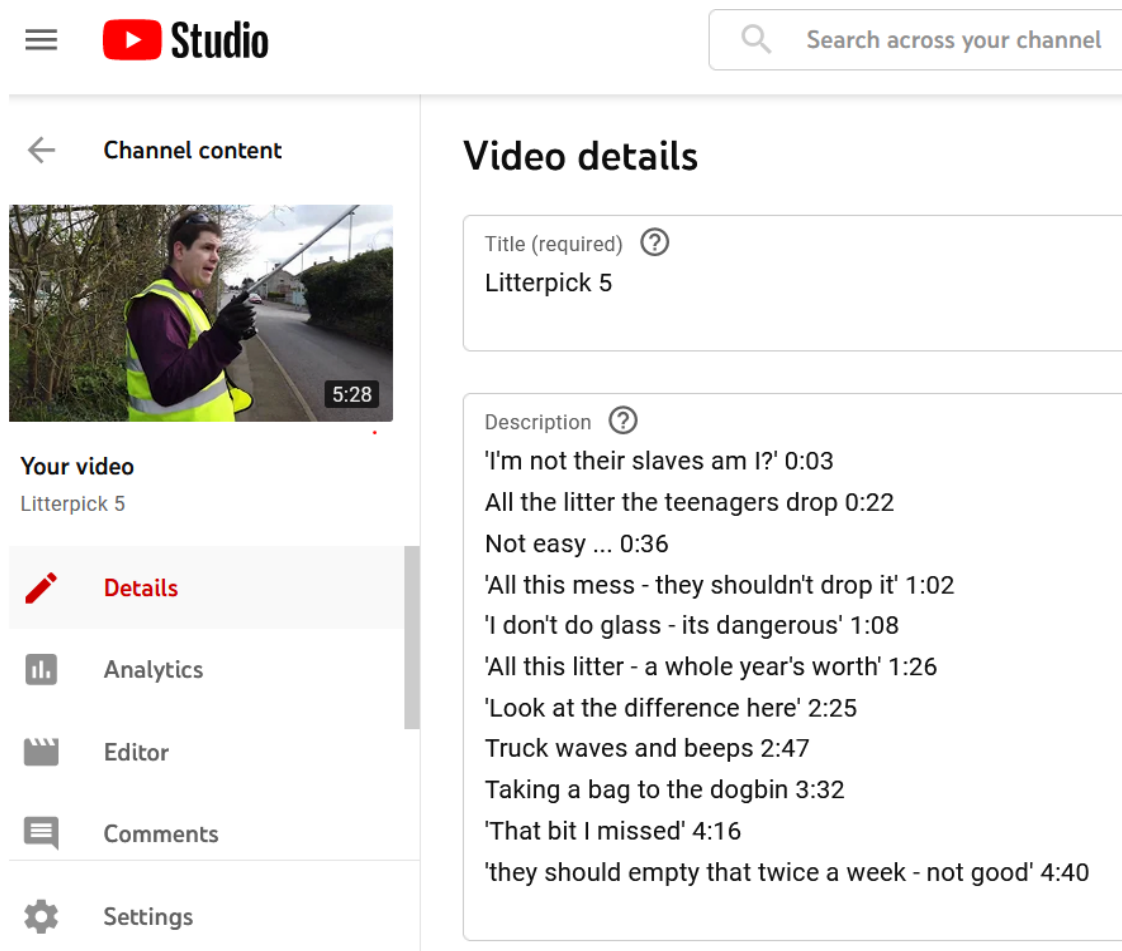 Studio
Search across your channel
Channel content
5:28
Your video
Litterpick 5
Details
Analytics
Editor
Comments
Settings
Video details
Title (required)
Litterpick 5
Description
'I'm not their slaves am I?' 0:03
All the litter the teenagers drop 0:22
Not easy ... 0:36
'All this mess - they shouldn't drop it' 1:02
'I don't do glass - its dangerous' 1:08
'All this litter - a whole year's worth' 1:26
'Look at the difference here' 2:25
Truck waves and beeps 2:47
Taking a bag to the dogbin 3:32
'That bit I missed' 4:16
'they should empty that twice a week - not good' 4:40